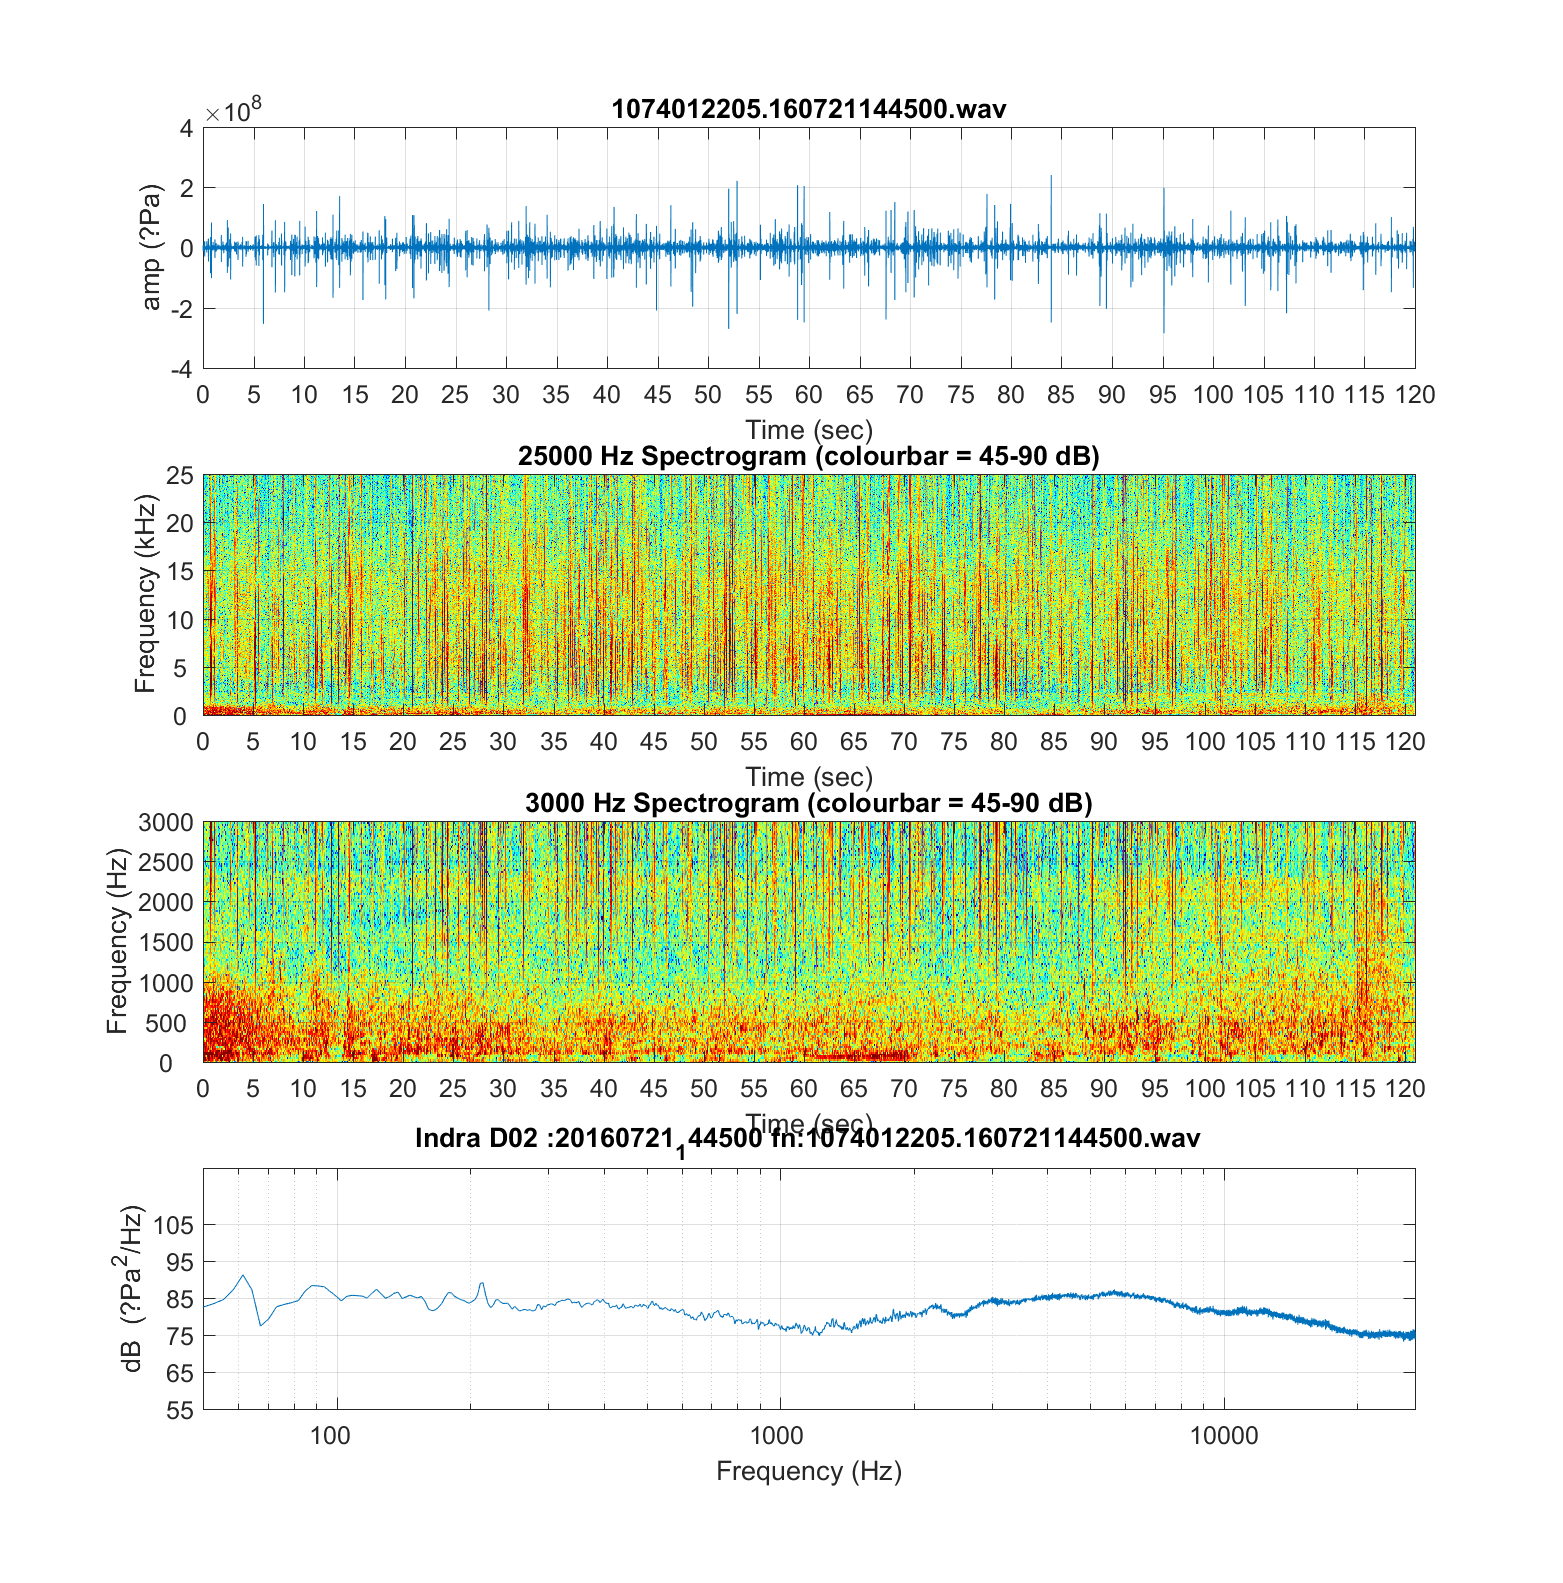 1074012205.160721144500.wav
×10^8
amp (?Pa)
4
2
0
-2
-4
0 5 10 15 20 25 30 35 40 45 50 55 60 65 70 75 80 85 90 95 100 105 110 115 120
Time (sec)
25000 Hz Spectrogram (colourbar = 45-90 dB)
Frequency (kHz)
25
20
15
10
5
0
0 5 10 15 20 25 30 35 40 45 50 55 60 65 70 75 80 85 90 95 100 105 110 115 120
Time (sec)
3000 Hz Spectrogram (colourbar = 45-90 dB)
Frequency (Hz)
3000
2500
2000
1500
1000
500
0
0 5 10 15 20 25 30 35 40 45 50 55 60 65 70 75 80 85 90 95 100 105 110 115 120
Time (sec)
Indra D02 :20160721_144500 fn:1074012205.160721144500.wav
dB (?Pa^2/Hz)
105
95
85
75
65
55
100 1000 10000
Frequency (Hz)